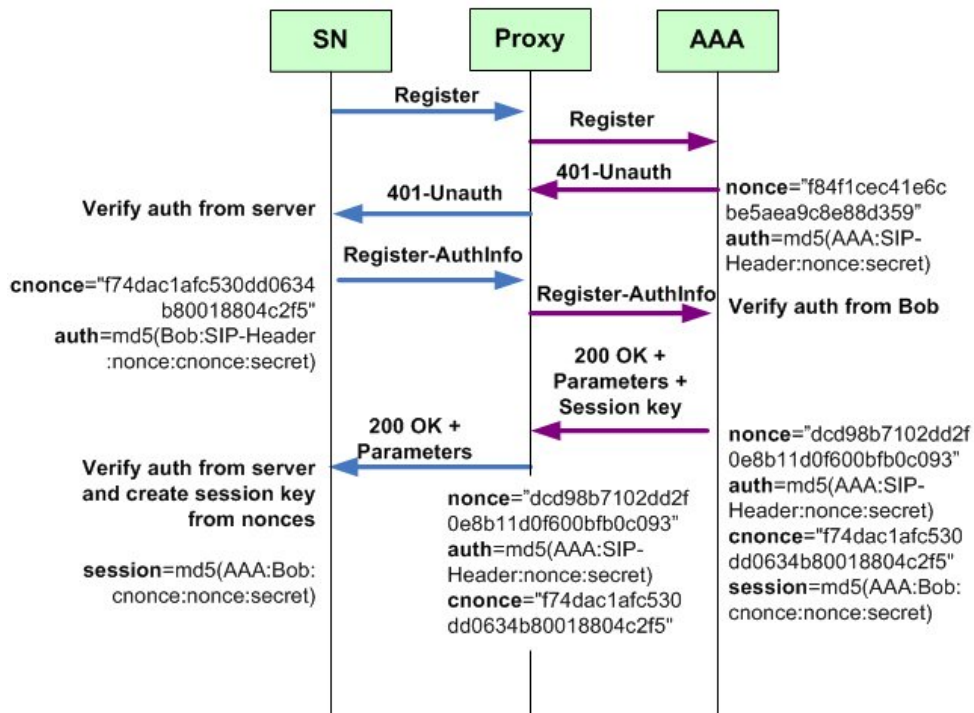 SN
Proxy
AAA
Register
Register
401-Unauth
nonce="f84f1cec41e6c
be5aea9c8e88d359"
auth=md5(AAA:SIP-
Header:nonce:secret)
401-Unauth
Verify auth from server
Register-AuthInfo
cnonce="f74dac1afc530dd0634
b80018804c2f5"
auth=md5(Bob:SIP-Header
:nonce:cnonce:secret)
Register-AuthInfo
Verify auth from Bob
200 OK +
Parameters +
Session key
nonce="dcd98b7102dd2f
0e8b11d0f600bfb0c093"
auth=md5(AAA:SIP-
Header:nonce:secret)
cnonce="f74dac1afc530
dd0634b80018804c2f5"
session=md5(AAA:Bob:
cnonce:nonce:secret)
200 OK +
Parameters
Verify auth from server
and create session key
from nonces
session=md5(AAA:Bob:
cnonce:nonce:secret)
nonce="dcd98b7102dd2f
0e8b11d0f600bfb0c093"
auth=md5(AAA:SIP-
Header:nonce:secret)
cnonce="f74dac1afc530
dd0634b80018804c2f5"